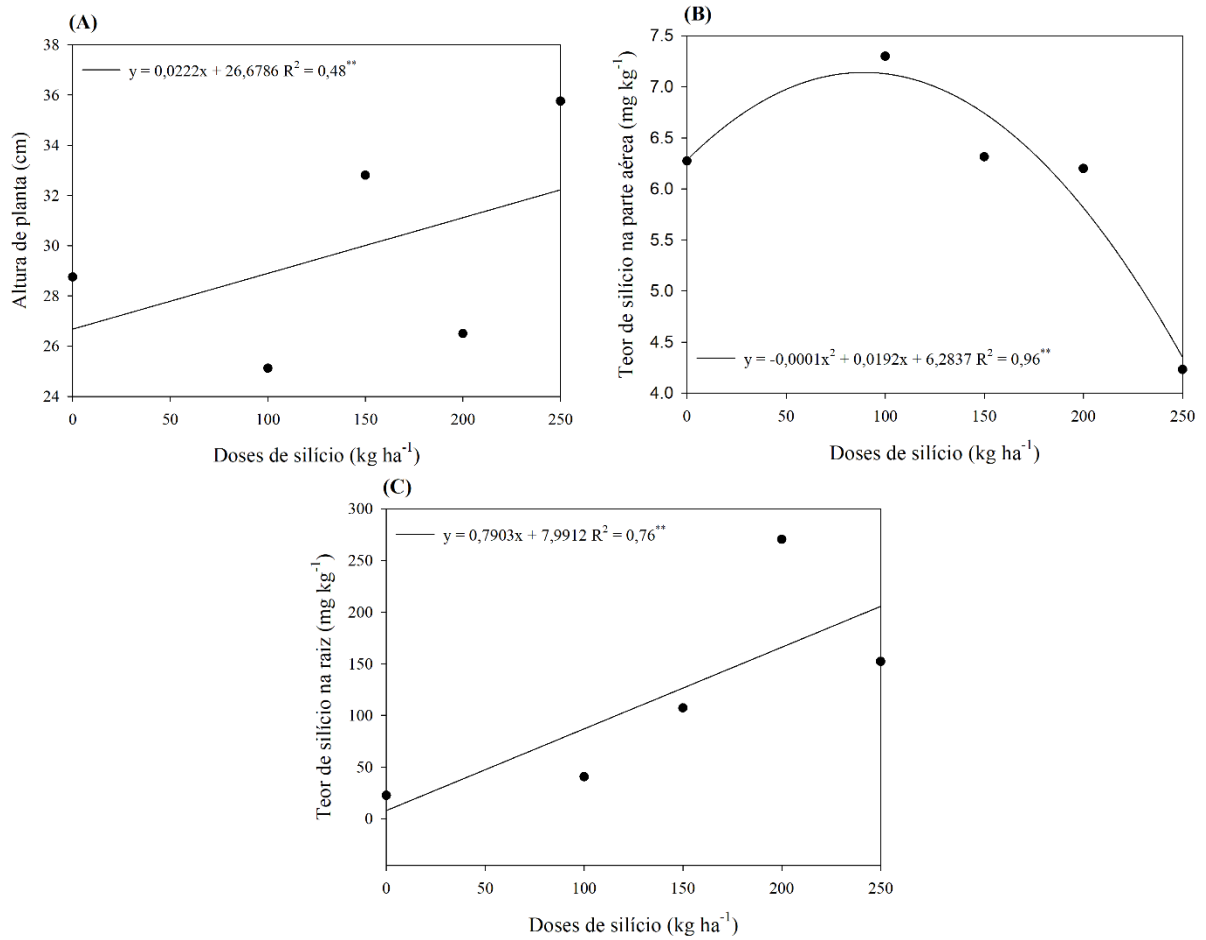 (A)
y = 0,0222x + 26,6786 R² = 0,48**
38
36
34
32
30
28
26
24
Altura de planta (cm)
0 50 100 150 200 250
Doses de silício (kg ha⁻¹)
(B)
7.5
7.0
6.5
6.0
5.5
5.0
4.5
4.0
Teor de silício na parte aérea (mg kg⁻¹)
y = -0,0001x² + 0,0192x + 6,2837 R² = 0,96**
0 50 100 150 200 250
Doses de silício (kg ha⁻¹)
(C)
y = 0,7903x + 7,9912 R² = 0,76**
300
250
200
150
100
50
0
Teor de silício na raiz (mg kg⁻¹)
0 50 100 150 200 250
Doses de silício (kg ha⁻¹)